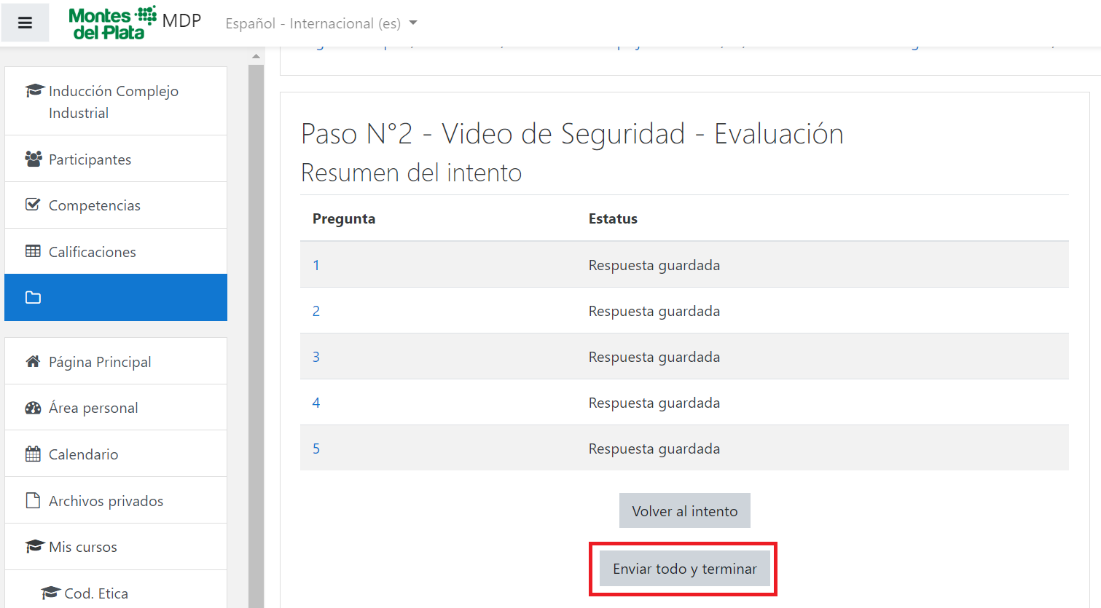 Montes del Plata MDP Español - Internacional (es)
Inducción Complejo
Industrial
Participantes
Competencias
Calificaciones
Página Principal
Área personal
Calendario
Archivos privados
Mis cursos
Cod. Etica
Paso N°2 - Video de Seguridad - Evaluación
Resumen del intento
Pregunta Estatus
1 Respuesta guardada
2 Respuesta guardada
3 Respuesta guardada
4 Respuesta guardada
5 Respuesta guardada
Volver al intento
Enviar todo y terminar